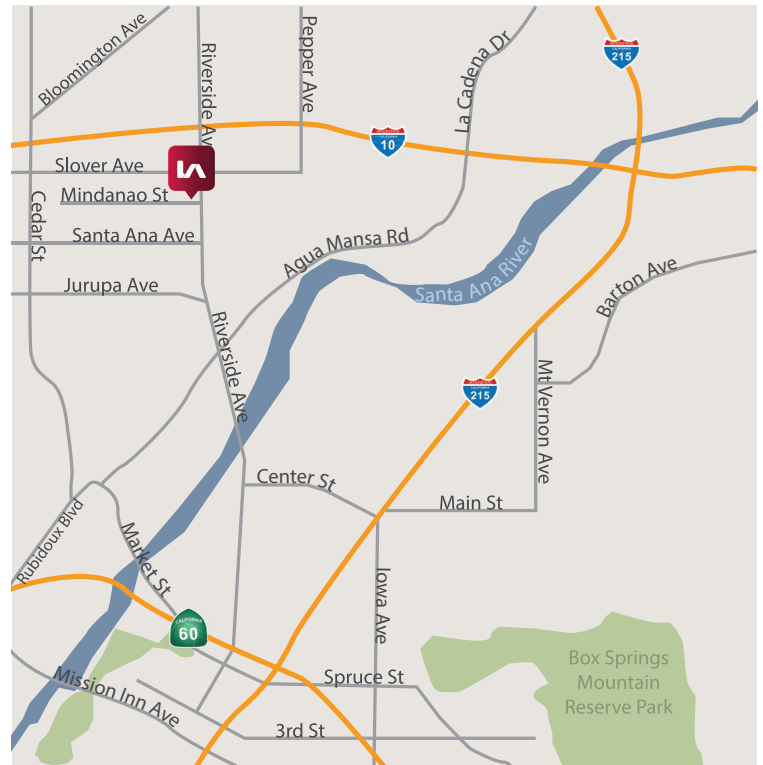 Bloomington Ave
Riverside Ave
Pepper Ave
La Cadena Dr
215
10
Slover Ave
Mindanao St
Cedar St
Santa Ana Ave
Agua Mansa Rd
Santa Ana River
Jurupa Ave
Barton Ave
Riverside Ave
215
Mt Vernon Ave
Center St
Main St
Rubidoux Blvd
Market St
Iowa Ave
CALIFORNIA
60
Box Springs
Mountain
Reserve Park
Mission Inn Ave
Spruce St
3rd St